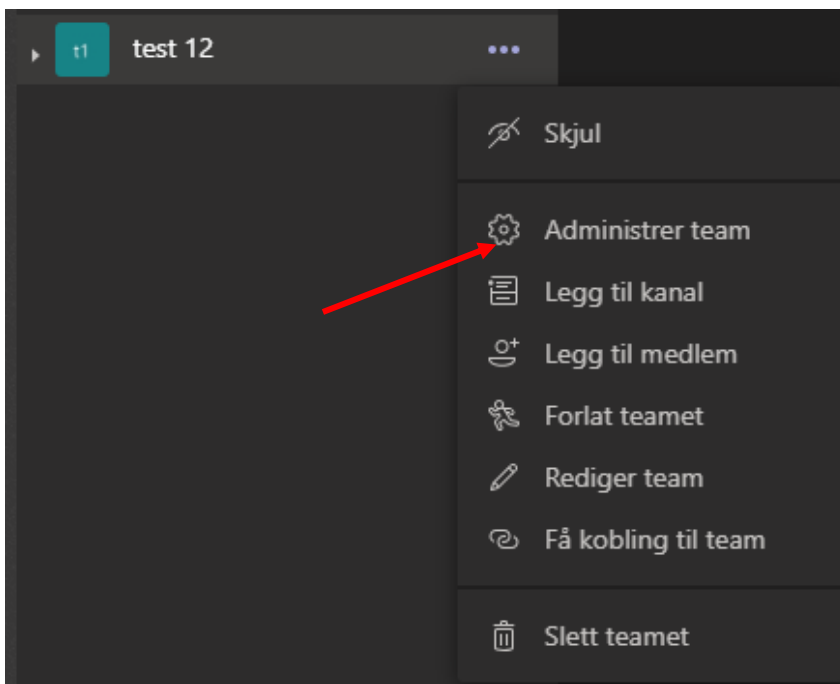 t1 test 12
Skjul
Administrer team
Legg til kanal
Legg til medlem
Forlat teamet
Rediger team
Få kobling til team
Slett teamet